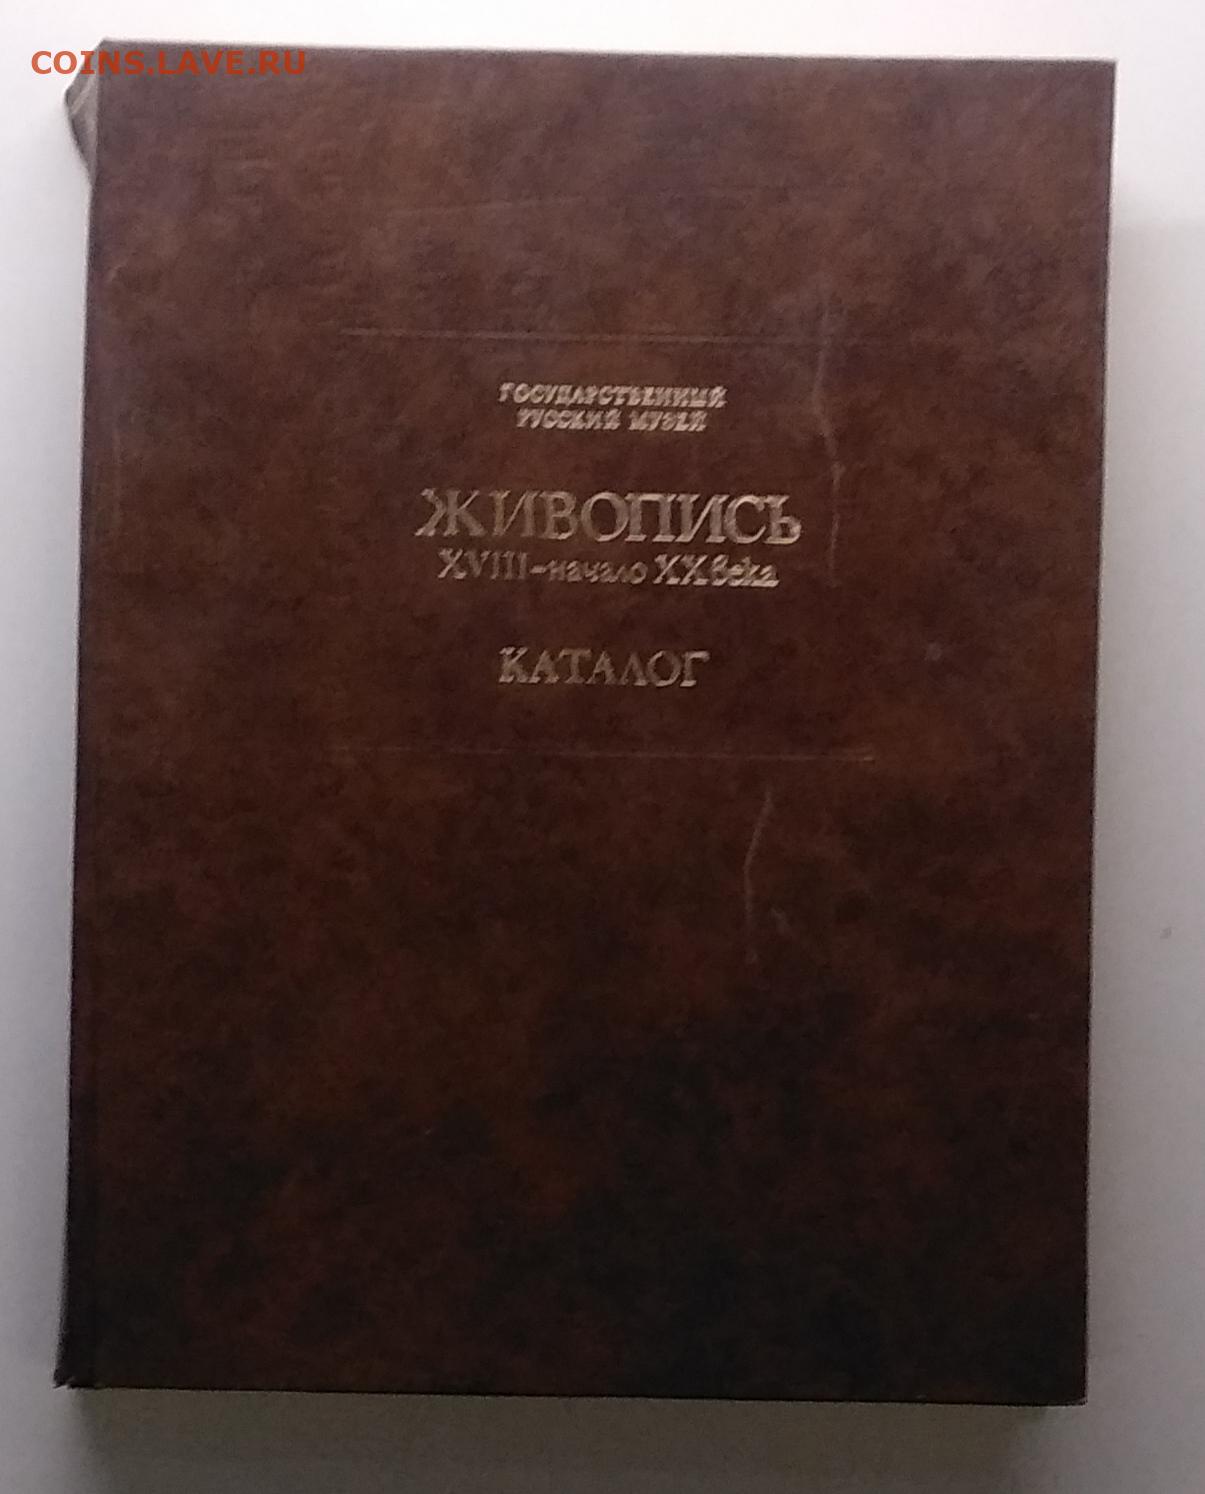 COINS.LAVE.RU
ГОСУДАРСТВЕННЫЙ
РУССКИЙ МУЗЕЙ
ЖИВОПИСЬ
XVIII–начало XX века
КАТАЛОГ